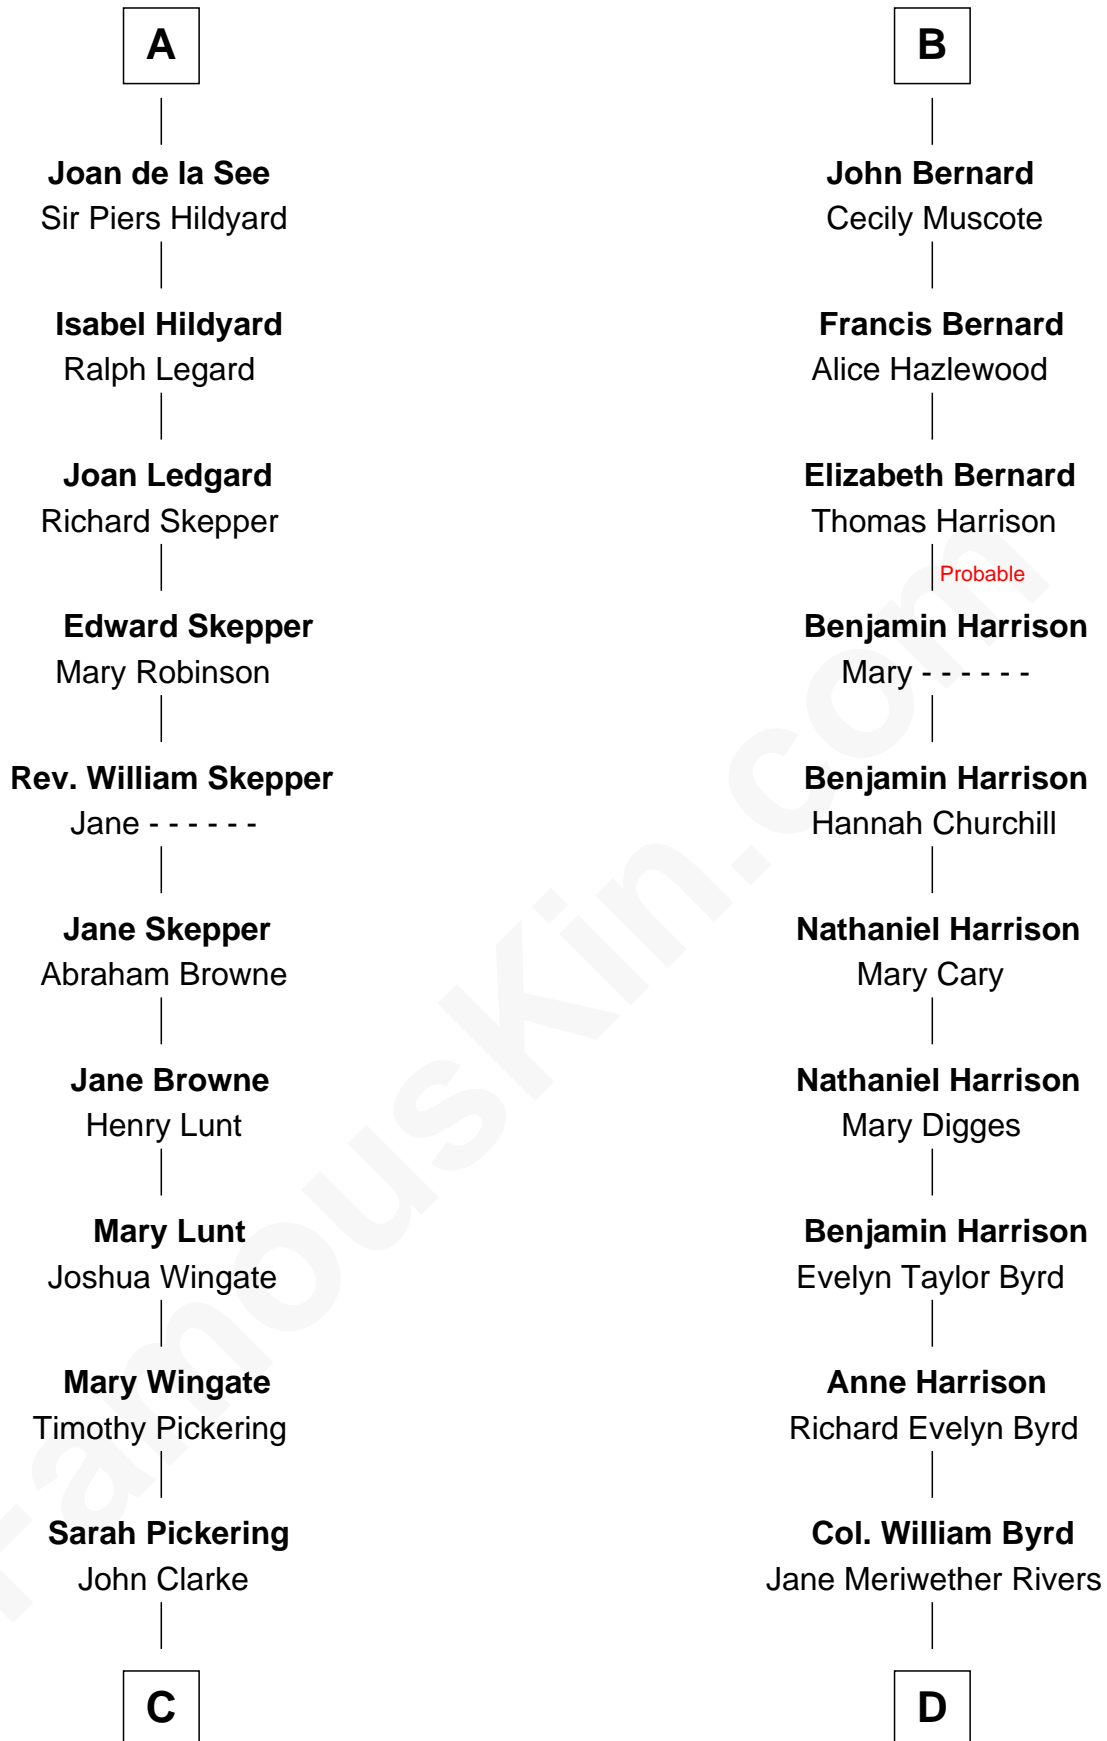 A
Joan de la See
Sir Piers Hildyard
Isabel Hildyard
Ralph Legard
Joan Ledgard
Richard Skepper
Edward Skepper
Mary Robinson
Rev. William Skepper
Jane - - - - - -
Jane Skepper
Abraham Browne
Jane Browne
Henry Lunt
Mary Lunt
Joshua Wingate
Mary Wingate
Timothy Pickering
Sarah Pickering
John Clarke
C
B
John Bernard
Cecily Muscote
Francis Bernard
Alice Hazlewood
Elizabeth Bernard
Thomas Harrison
Probable
Benjamin Harrison
Mary - - - - - -
Benjamin Harrison
Hannah Churchill
Nathaniel Harrison
Mary Cary
Nathaniel Harrison
Mary Digges
Benjamin Harrison
Evelyn Taylor Byrd
Anne Harrison
Richard Evelyn Byrd
Col. William Byrd
Jane Meriwether Rivers
D
FamousKin.com